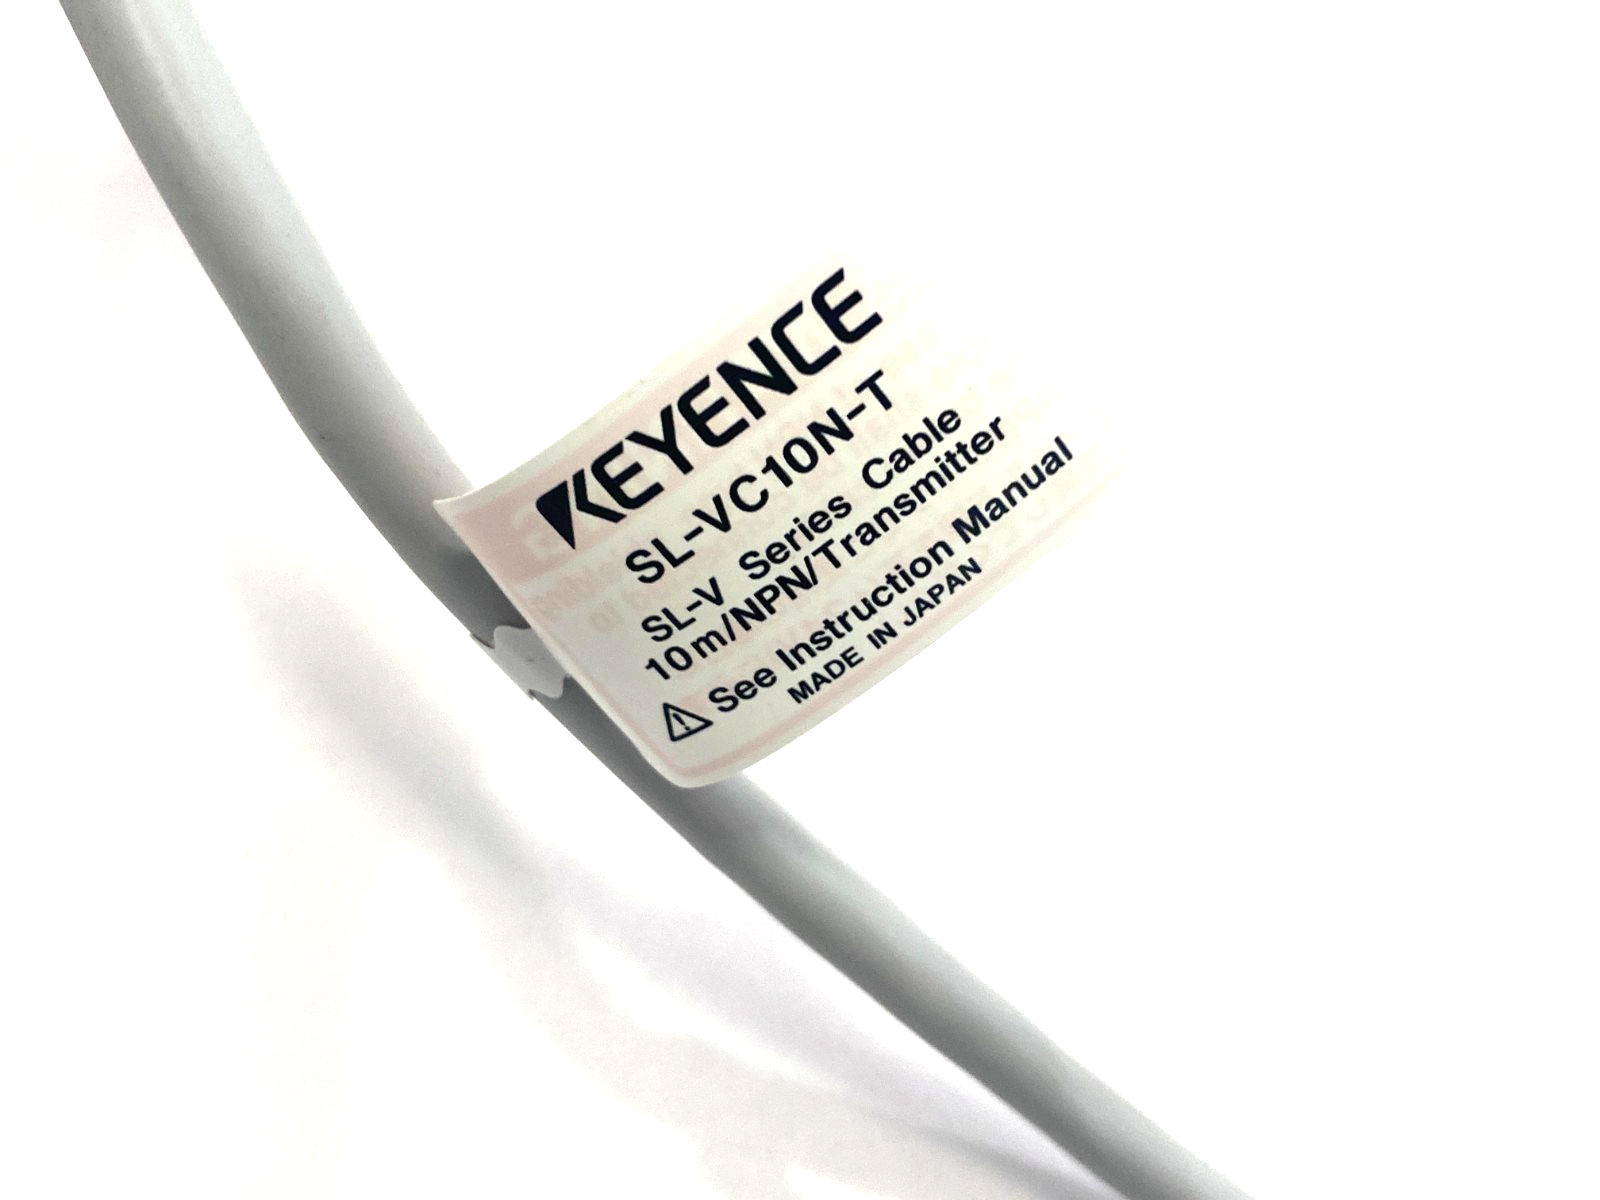 KEYENCE
SL-VC10N-T
SL-V Series Cable
10m/NPN/Transmitter
See Instruction Manual
MADE IN JAPAN